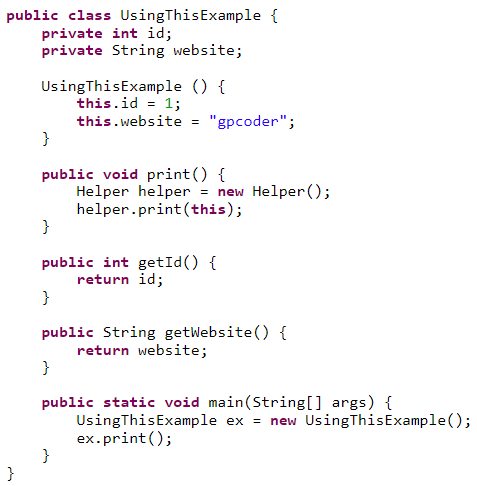 public class UsingThisExample {
    private int id;
    private String website;

    UsingThisExample () {
        this.id = 1;
        this.website = "gpcoder";
    }

    public void print() {
        Helper helper = new Helper();
        helper.print(this);
    }

    public int getId() {
        return id;
    }

    public String getWebsite() {
        return website;
    }

    public static void main(String[] args) {
        UsingThisExample ex = new UsingThisExample();
        ex.print();
    }
}